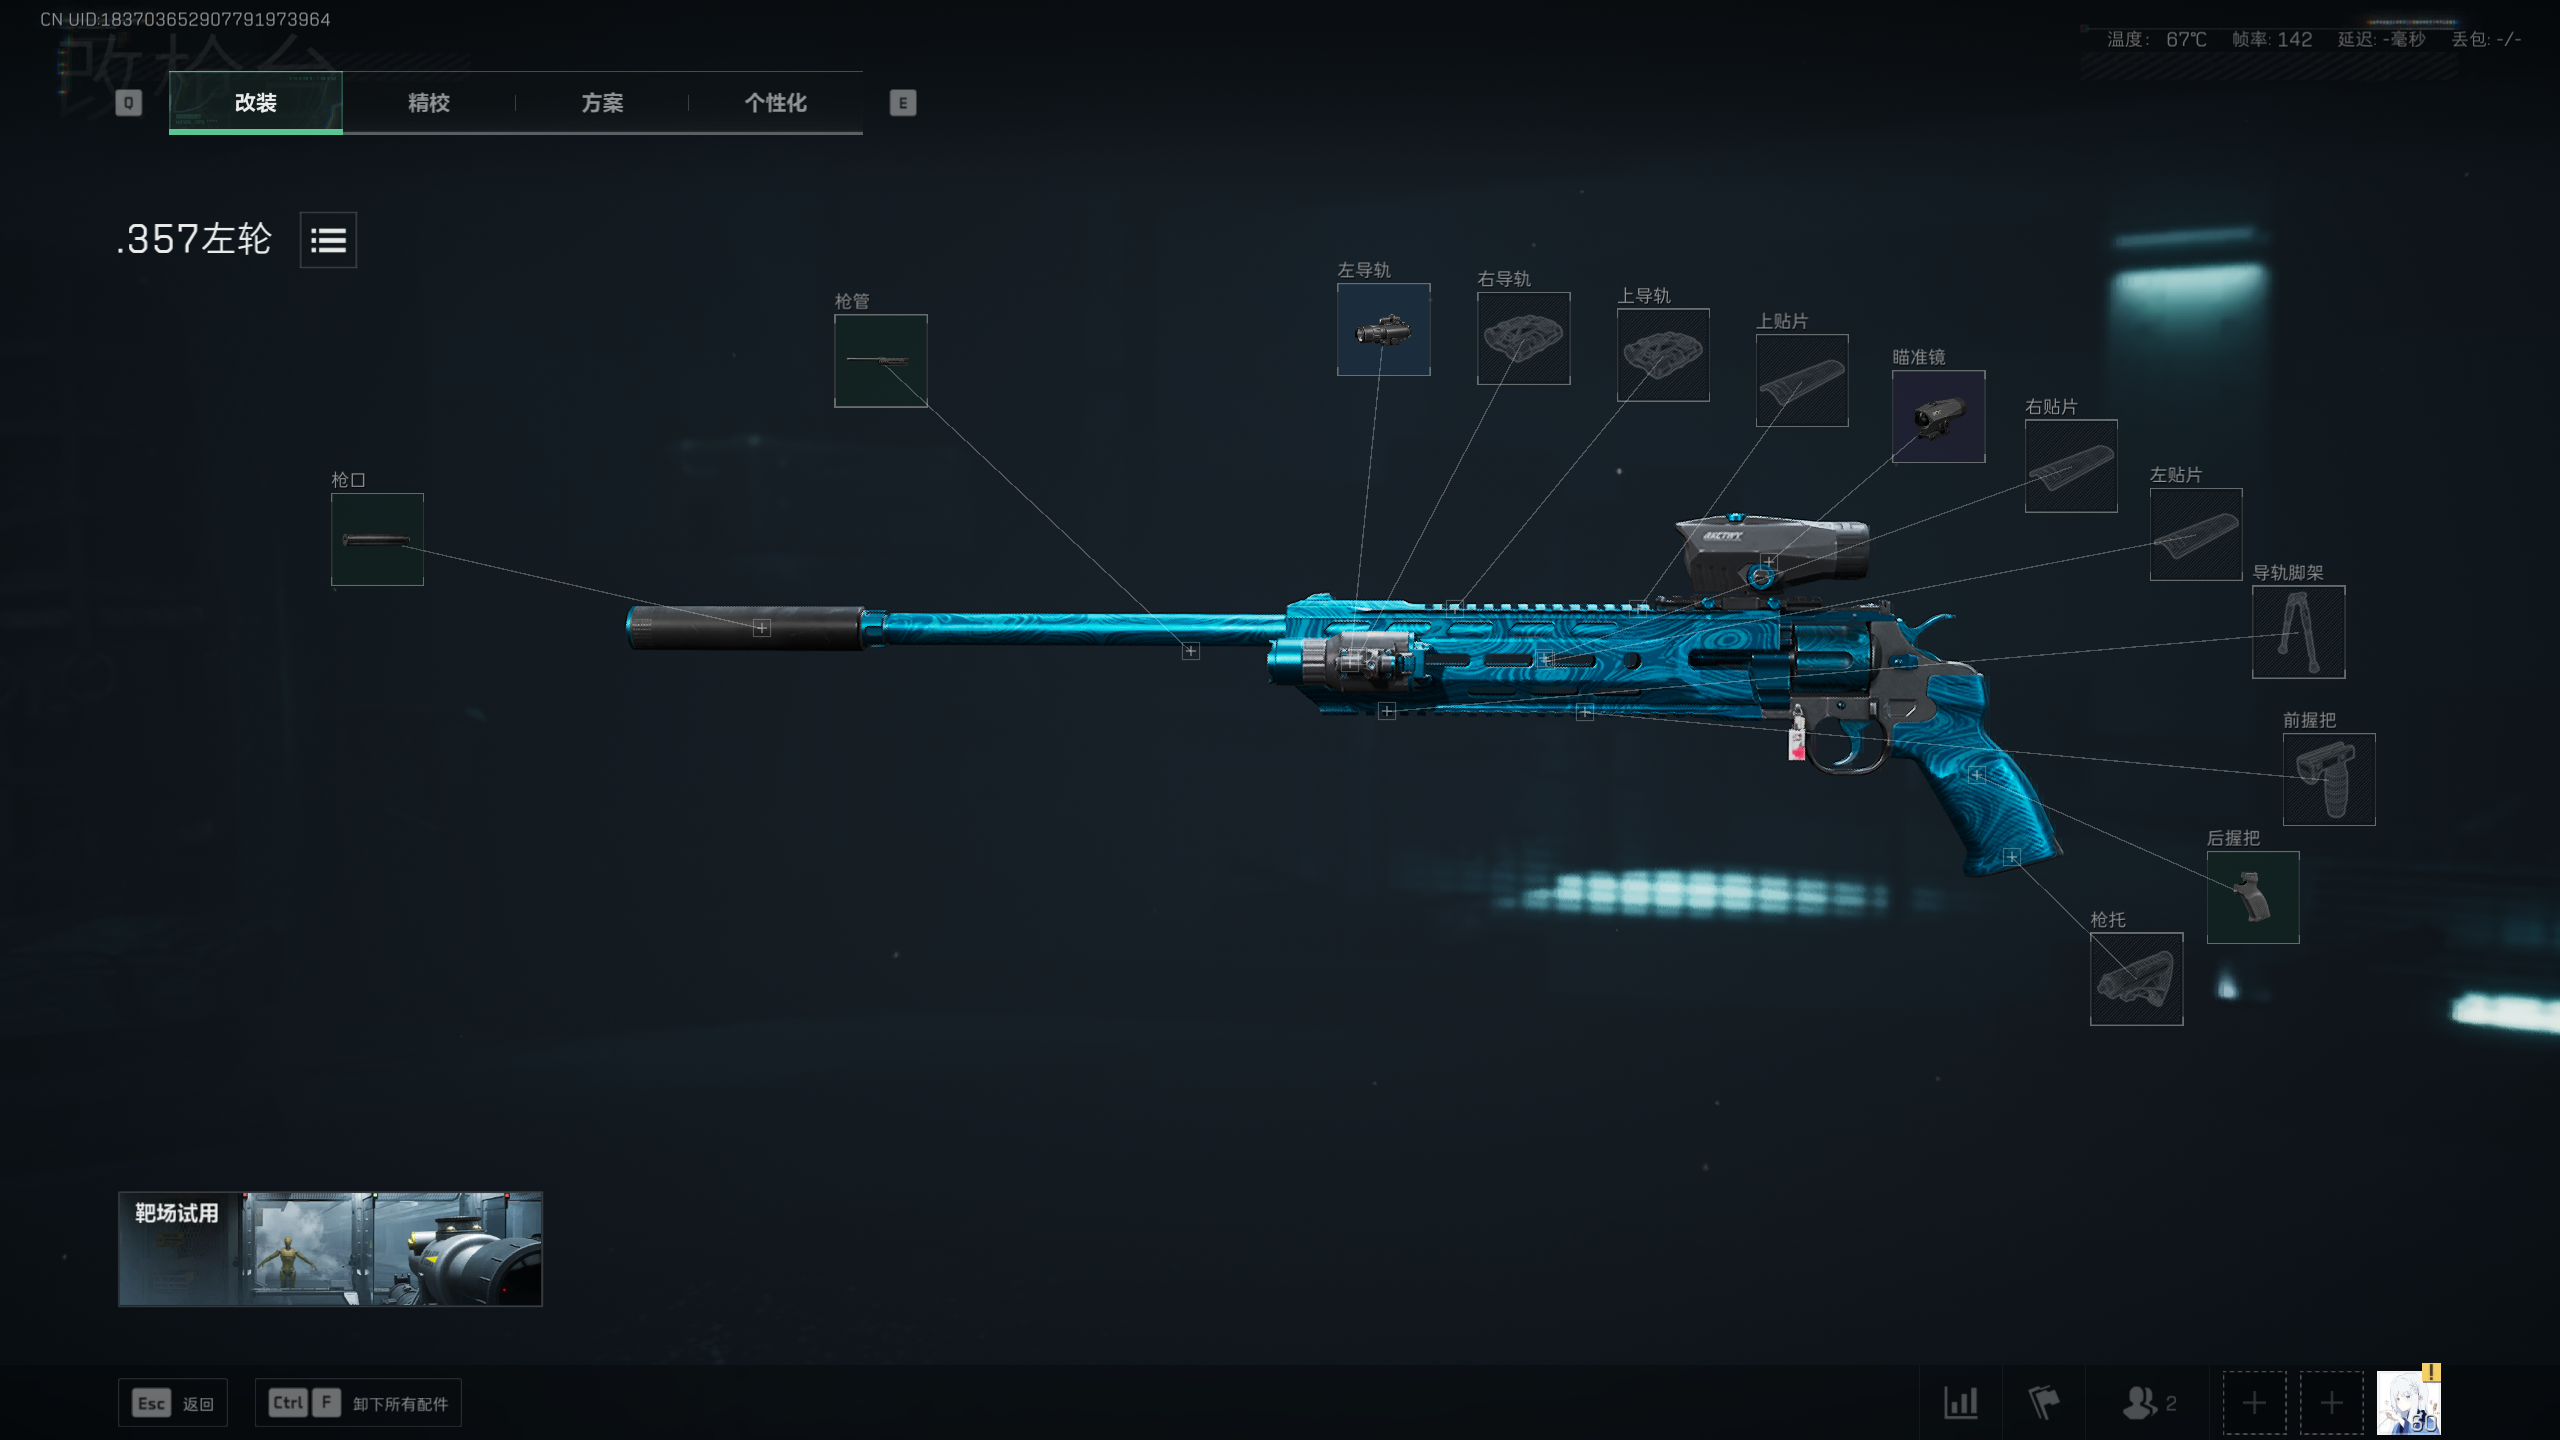 CN UID:183703652907791973964
改枪台
温度: 67℃ 帧率: 142 延迟: -毫秒 丢包: -/-
Q 改装 精校 方案 个性化 E
.357左轮
左导轨
右导轨
上导轨
枪管
上贴片
瞄准镜
右贴片
左贴片
枪口
导轨脚架
前握把
后握把
枪托
靶场试用
Esc 返回 Ctrl F 卸下所有配件
2
!
60